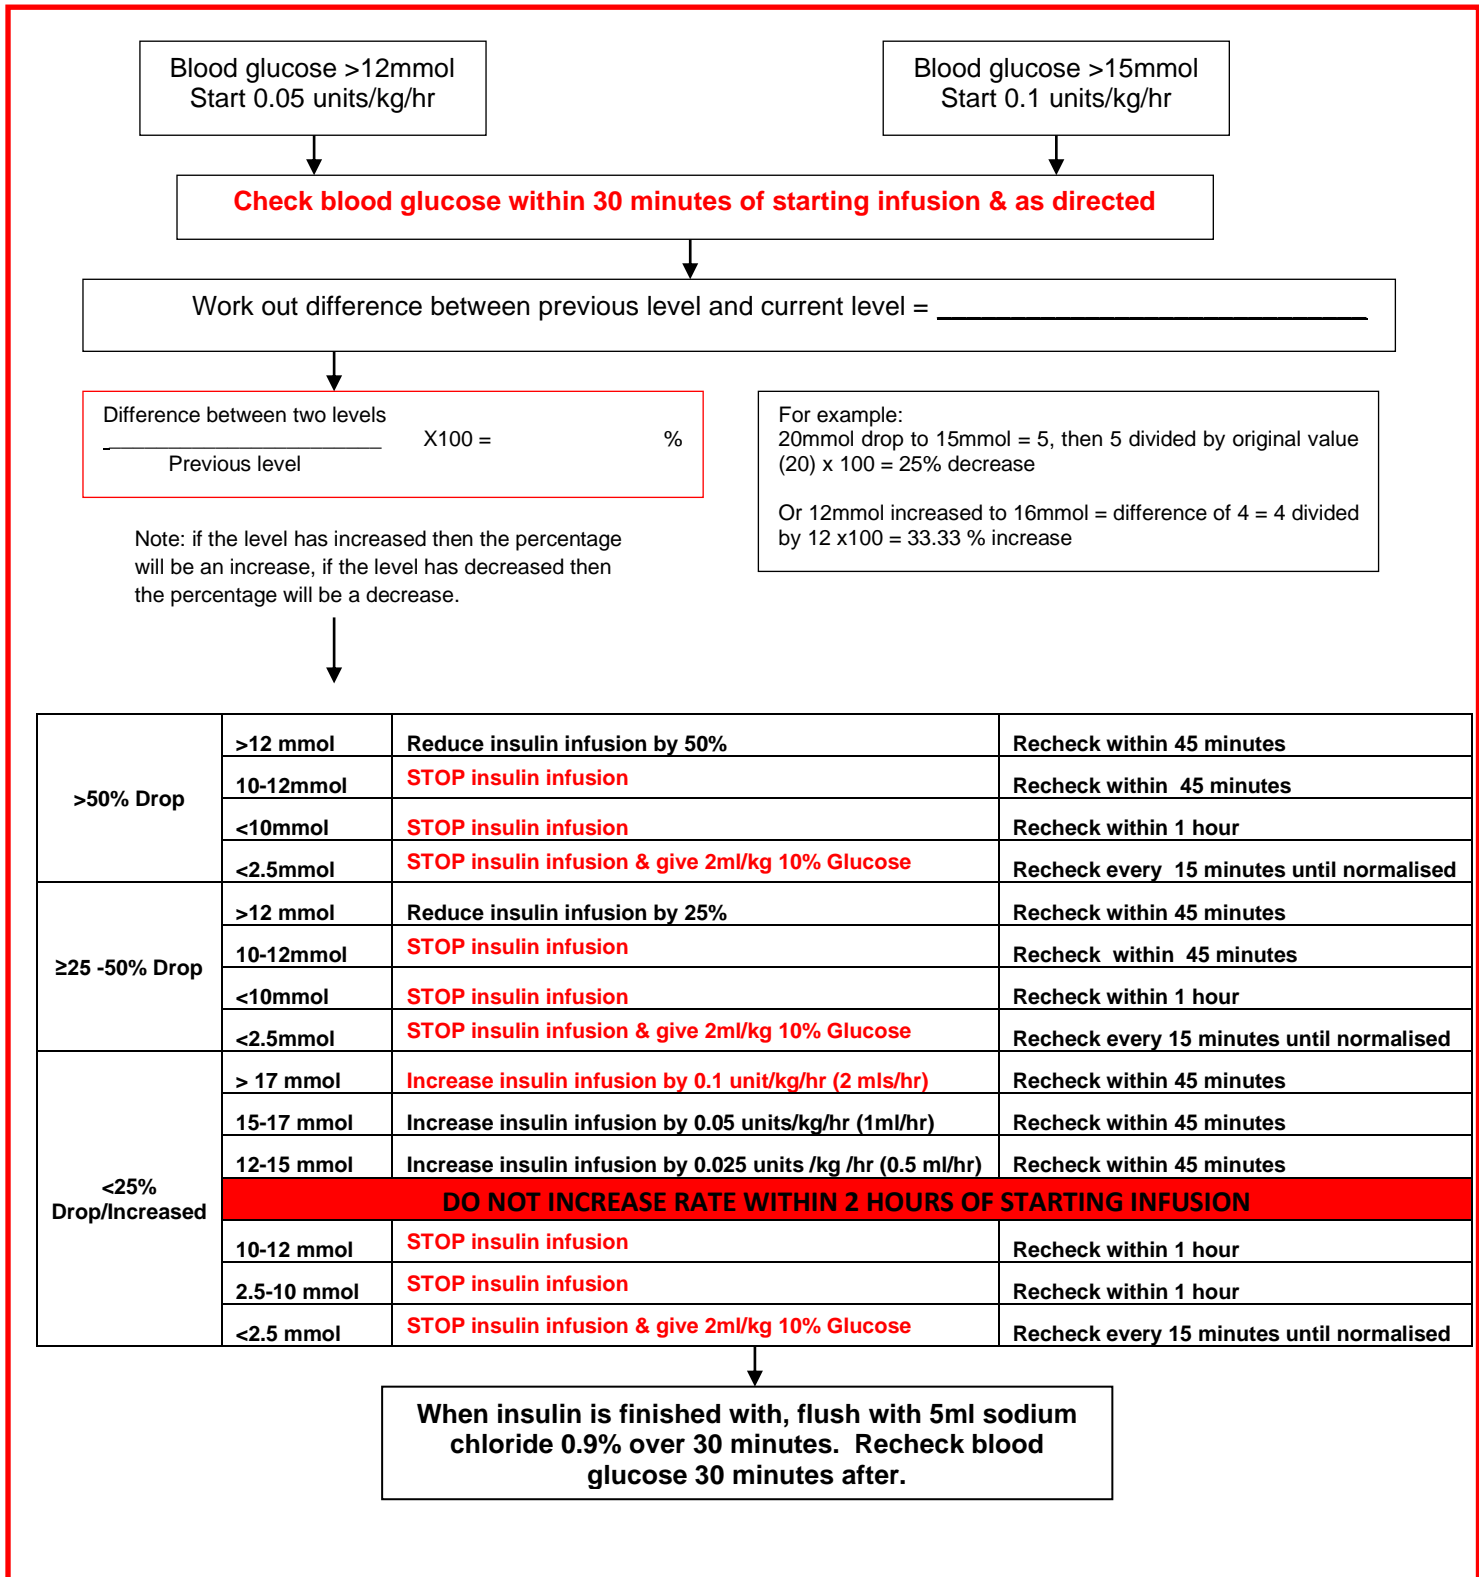 Blood glucose >12mmol
Start 0.05 units/kg/hr
Blood glucose >15mmol
Start 0.1 units/kg/hr
Check blood glucose within 30 minutes of starting infusion & as directed
Work out difference between previous level and current level = ______________________________
Difference between two levels
________________________ X100 = %
Previous level
For example:
20mmol drop to 15mmol = 5, then 5 divided by original value
(20) x 100 = 25% decrease
Or 12mmol increased to 16mmol = difference of 4 = 4 divided
by 12 x100 = 33.33 % increase
Note: if the level has increased then the percentage
will be an increase, if the level has decreased then
the percentage will be a decrease.
>50% Drop
>12 mmol Reduce insulin infusion by 50% Recheck within 45 minutes
10-12mmol STOP insulin infusion Recheck within 45 minutes
<10mmol STOP insulin infusion Recheck within 1 hour
<2.5mmol STOP insulin infusion & give 2ml/kg 10% Glucose Recheck every 15 minutes until normalised
≥25 -50% Drop
>12 mmol Reduce insulin infusion by 25% Recheck within 45 minutes
10-12mmol STOP insulin infusion Recheck within 45 minutes
<10mmol STOP insulin infusion Recheck within 1 hour
<2.5mmol STOP insulin infusion & give 2ml/kg 10% Glucose Recheck every 15 minutes until normalised
<25%
Drop/Increased
> 17 mmol Increase insulin infusion by 0.1 unit/kg/hr (2 mls/hr) Recheck within 45 minutes
15-17 mmol Increase insulin infusion by 0.05 units/kg/hr (1ml/hr) Recheck within 45 minutes
12-15 mmol Increase insulin infusion by 0.025 units /kg /hr (0.5 ml/hr) Recheck within 45 minutes
DO NOT INCREASE RATE WITHIN 2 HOURS OF STARTING INFUSION
10-12 mmol STOP insulin infusion Recheck within 1 hour
2.5-10 mmol STOP insulin infusion Recheck within 1 hour
<2.5 mmol STOP insulin infusion & give 2ml/kg 10% Glucose Recheck every 15 minutes until normalised
When insulin is finished with, flush with 5ml sodium
chloride 0.9% over 30 minutes. Recheck blood
glucose 30 minutes after.